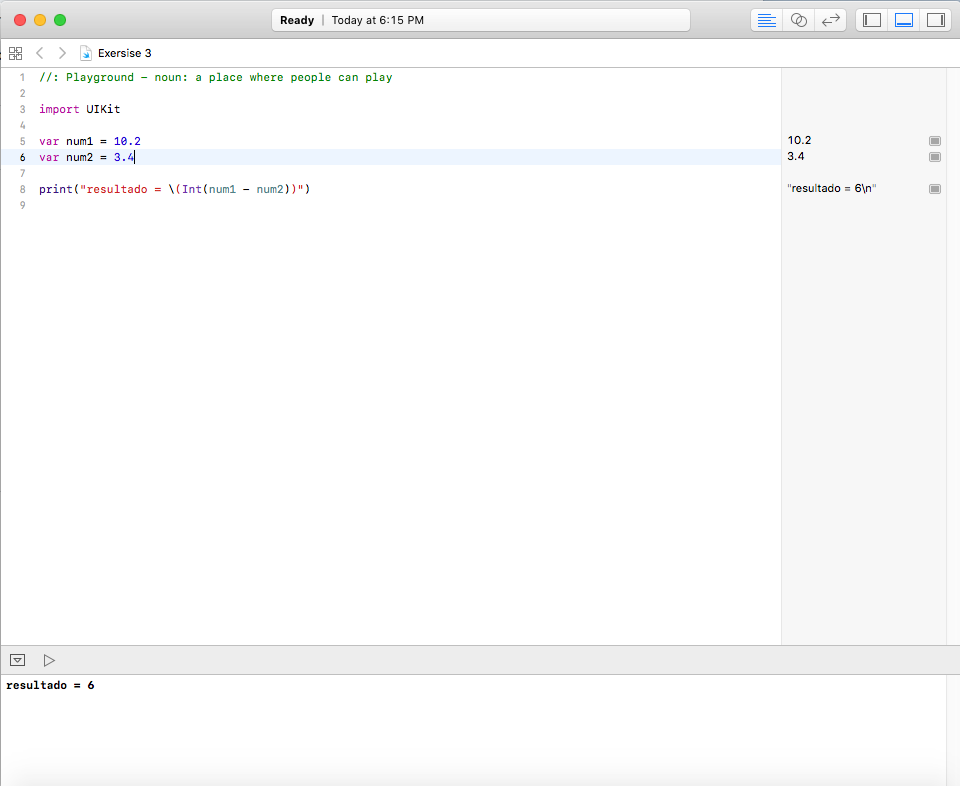 Ready | Today at 6:15 PM
Exersise 3
1 //: Playground - noun: a place where people can play
2
3 import UIKit
4
5 var num1 = 10.2 10.2
6 var num2 = 3.4 3.4
7
8 print("resultado = \(Int(num1 - num2))") "resultado = 6\n"
9
resultado = 6